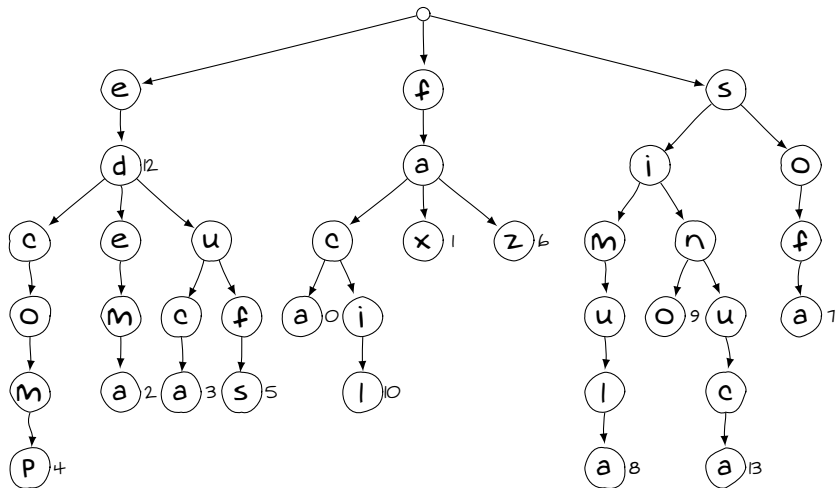 e f s
d 12 a i o
c e u c x 1 z 6 m n f
o m c f a 0 i u o 9 u a 7
m a 2 a 3 s 5 l 10 l c
p 4 a 8 a 13